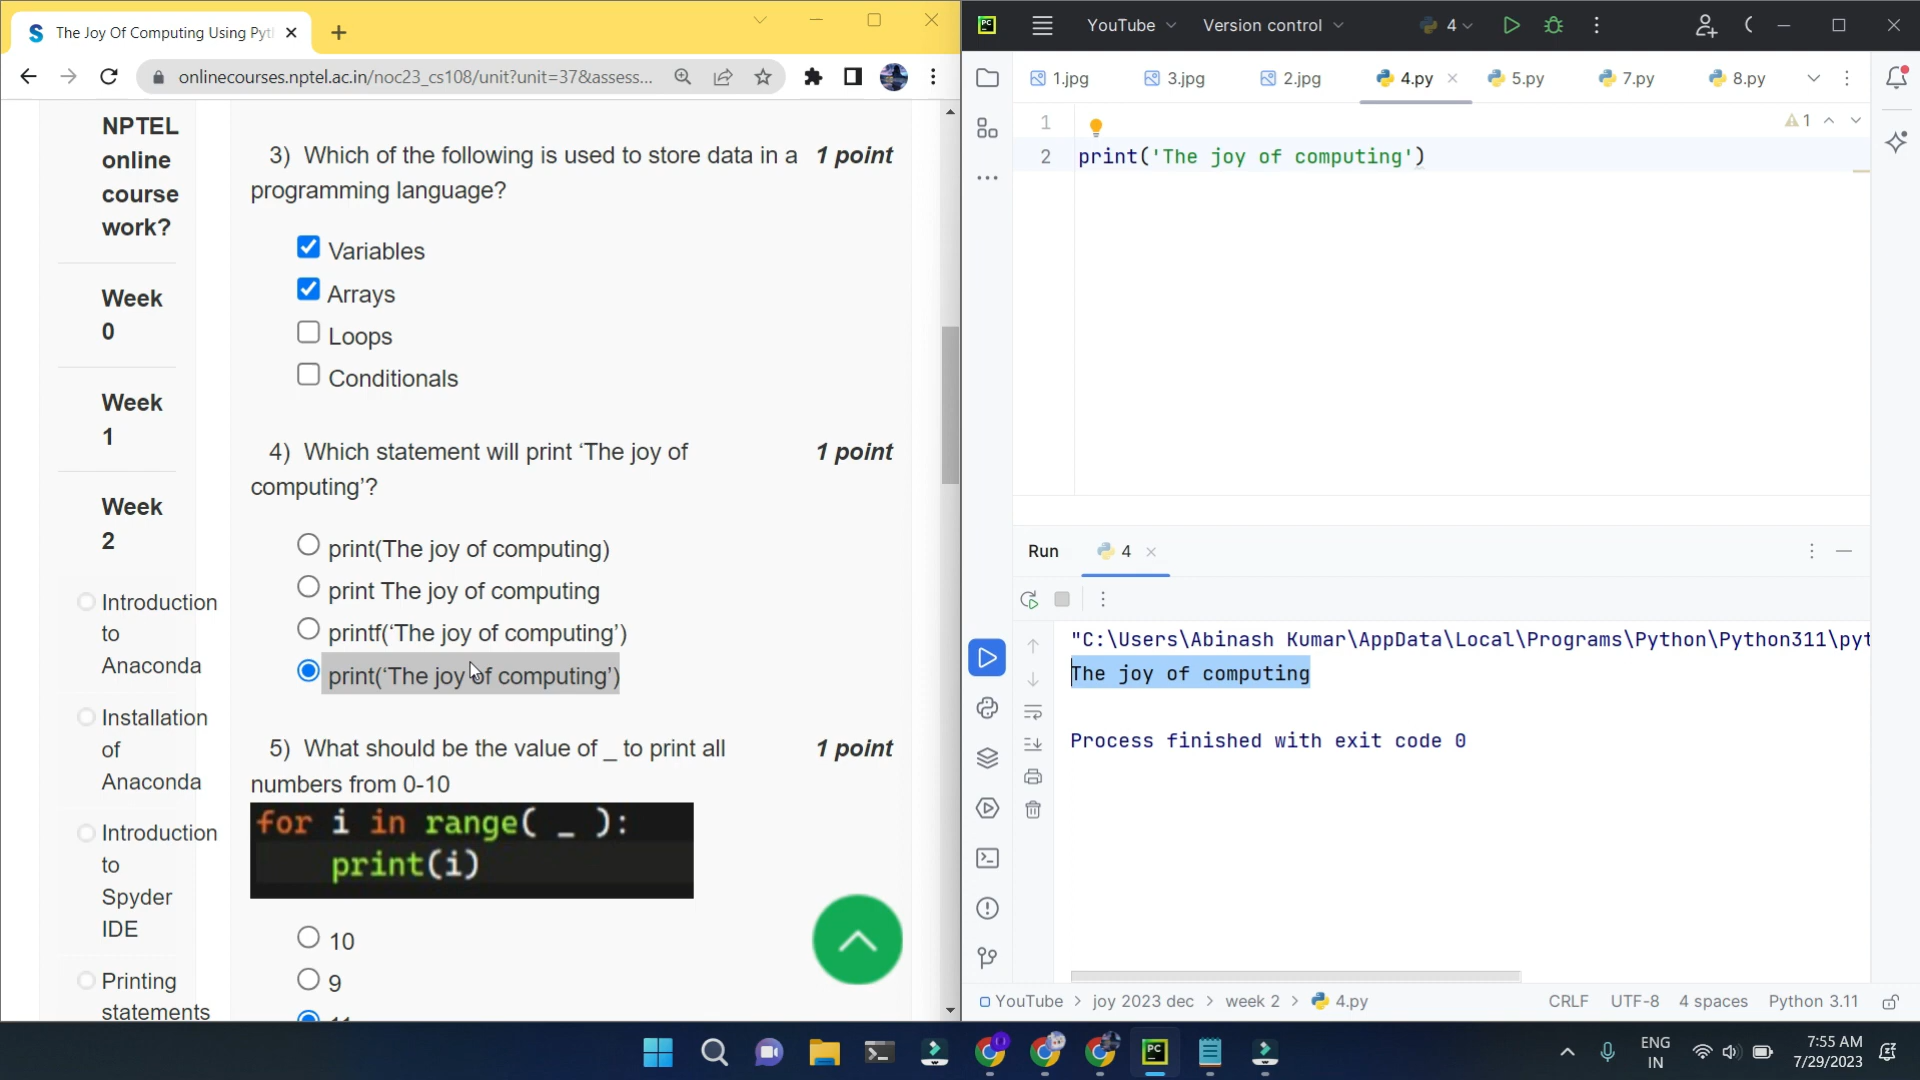 The Joy Of Computing Using Pyt
onlinecourses.nptel.ac.in/noc23_cs108/unit?unit=37&assess...
NPTEL
online
course
work?
Week
0
Week
1
Week
2
Introduction
to
Anaconda
Installation
of
Anaconda
Introduction
to
Spyder
IDE
Printing
statements
3) Which of the following is used to store data in a 1 point
programming language?
Variables
Arrays
Loops
Conditionals
4) Which statement will print ‘The joy of 1 point
computing’?
print(The joy of computing)
print The joy of computing
printf(‘The joy of computing’)
print(‘The joy of computing’)
5) What should be the value of _ to print all 1 point
numbers from 0-10
for i in range( _ ):
print(i)
10
9
11
PC YouTube Version control 4
1.jpg 3.jpg 2.jpg 4.py 5.py 7.py 8.py
1
1
2 print('The joy of computing')
Run 4
"C:\Users\Abinash Kumar\AppData\Local\Programs\Python\Python311\pyt
The joy of computing
Process finished with exit code 0
YouTube > joy 2023 dec > week 2 > 4.py CRLF UTF-8 4 spaces Python 3.11
PC
ENG
IN
7:55 AM
7/29/2023